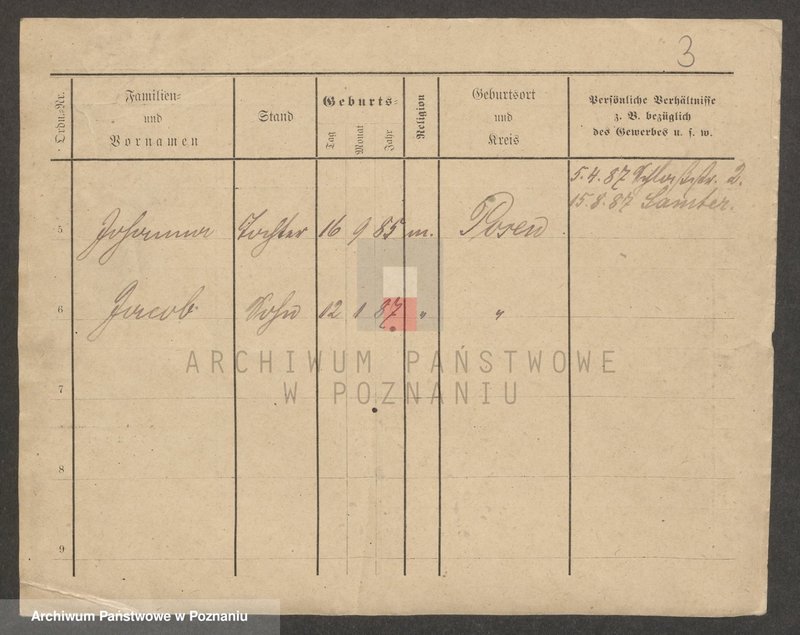 3
Ordn.-Nr. Familien- und Vornamen Stand Geburts- Tag Monat Jahr Religion Geburtsort und Kreis Persönliche Verhältnisse z. B. bezüglich des Gewerbes u. s. w.
5.4.87 Schloßstr. 2.
15.8.87 Samter.
5 Johanna Tochter 16 9 85 m. Posen
6 Jacob Sohn 12 1 87 " "
ARCHIWUM PAŃSTWOWE
W POZNANIU
7
8
9
Archiwum Państwowe w Poznaniu